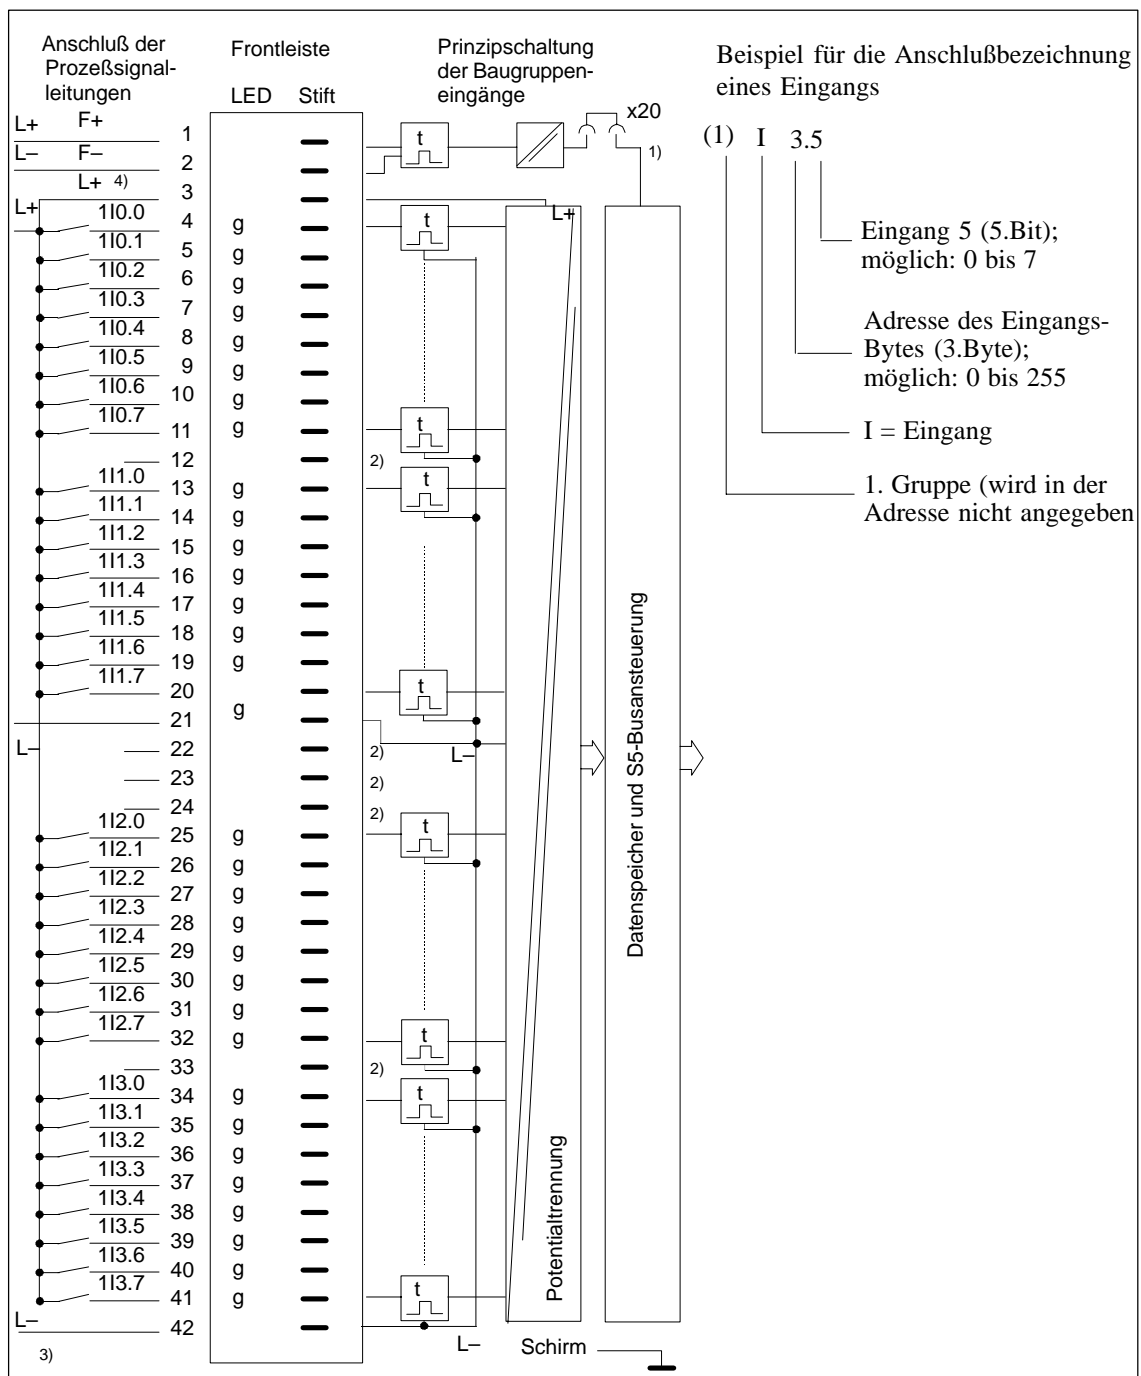 Anschluß der
Prozeßsignal-
leitungen
Frontleiste
LED Stift
Prinzipschaltung
der Baugruppen-
eingänge
Beispiel für die Anschlußbezeichnung
eines Eingangs
(1) I 3.5
Eingang 5 (5.Bit);
möglich: 0 bis 7
Adresse des Eingangs-
Bytes (3.Byte);
möglich: 0 bis 255
I = Eingang
1. Gruppe (wird in der
Adresse nicht angegeben
x20
1)
L+ F+ 1 t
L– F– 2
L+ 4) 3
L+
L+
1I0.0 4 g t
1I0.1 5 g
1I0.2 6 g
1I0.3 7 g
1I0.4 8 g
1I0.5 9 g
1I0.6 10 g
1I0.7 11 g t
12 2)
1I1.0 13 g t
1I1.1 14 g
1I1.2 15 g
1I1.3 16 g
1I1.4 17 g
1I1.5 18 g
1I1.6 19 g
1I1.7 20 t
g
21
L– 22 2) L–
23 2)
24 2)
1I2.0 25 g t
1I2.1 26 g
1I2.2 27 g
1I2.3 28 g
1I2.4 29 g
1I2.5 30 g
1I2.6 31 g
1I2.7 32 g t
33 2)
1I3.0 34 g t
1I3.1 35 g
1I3.2 36 g
1I3.3 37 g
1I3.4 38 g
1I3.5 39 g
1I3.6 40 g
1I3.7 41 g t
L– 42
L–
3)
Schirm
Potentialtrennung
Datenspeicher und S5-Busansteuerung